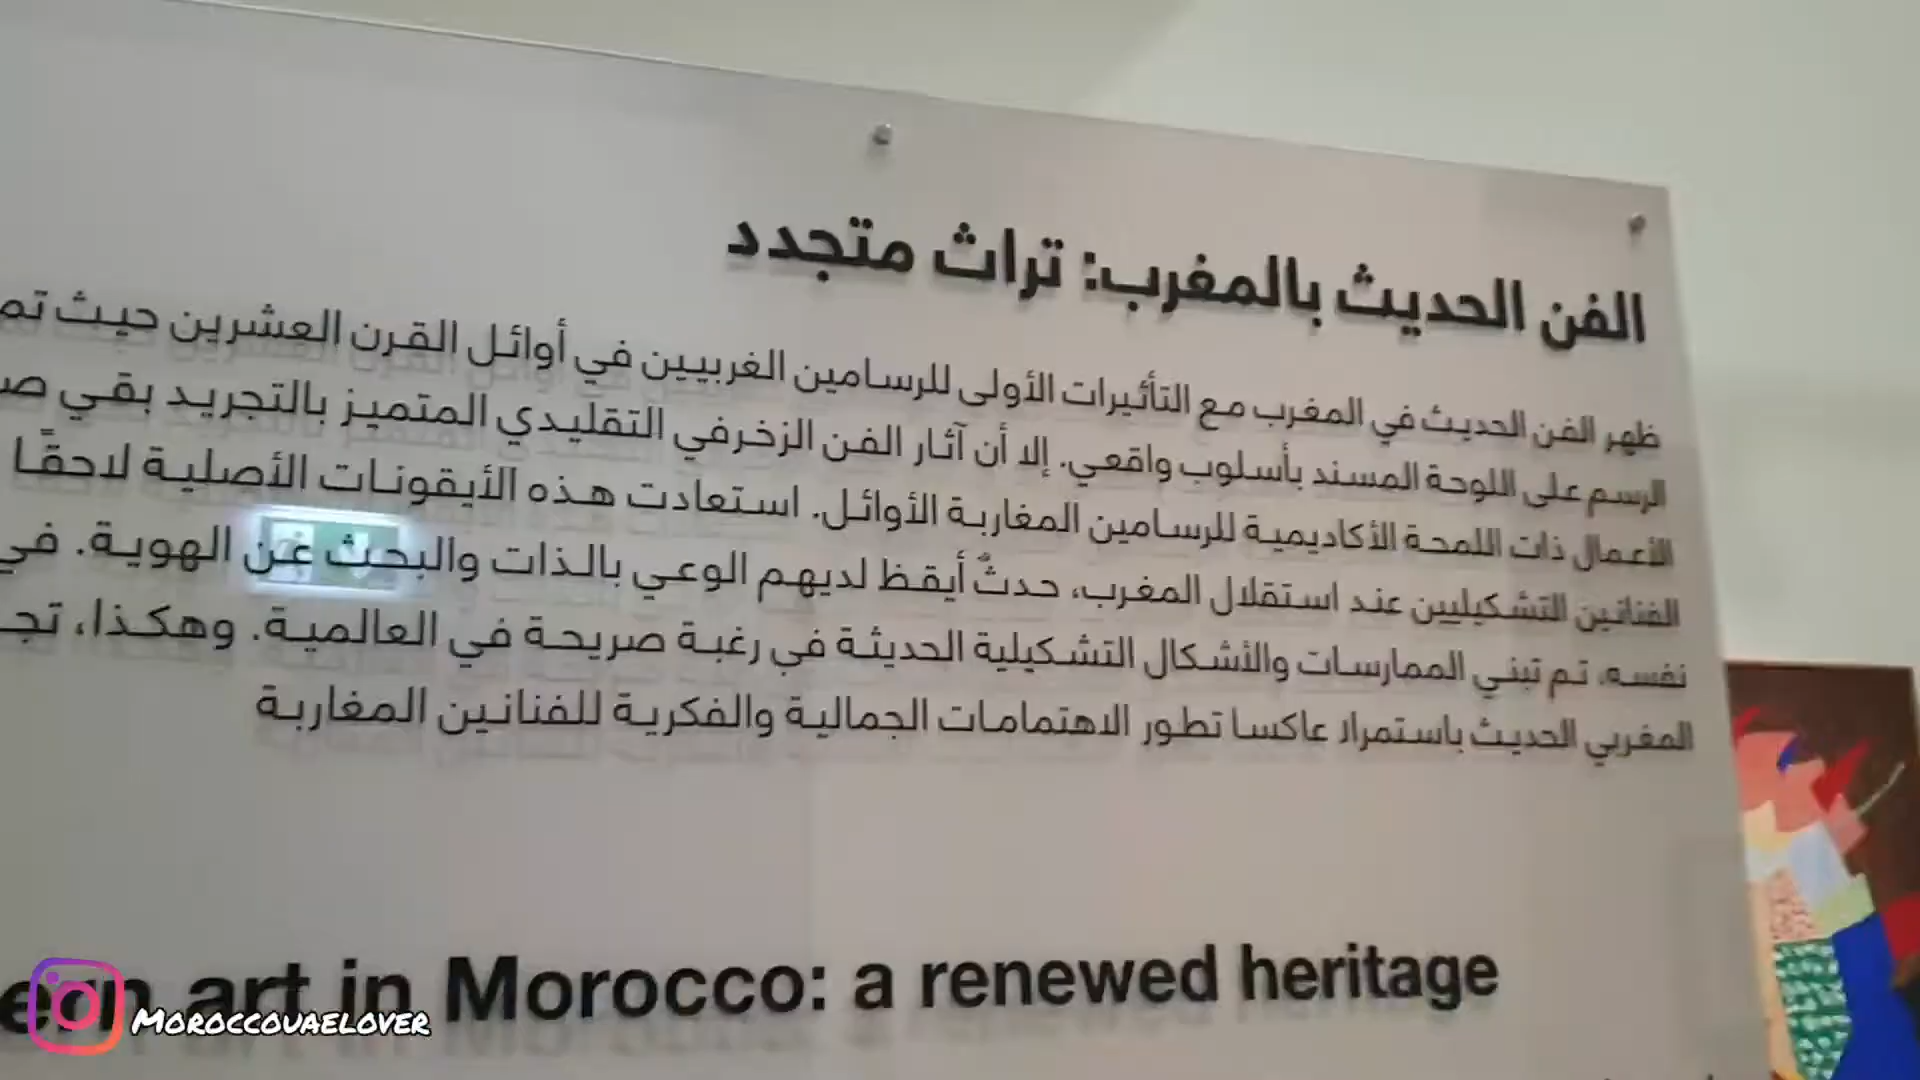 الفن الحديث بالمغرب: تراث متجدد
ظهر الفن الحديث في المغرب مع التأثيرات الأولى للرسامين الغربيين في أوائل القرن العشرين حيث تم
الرسم على اللوحة المسند بأسلوب واقعي. إلا أن آثار الفن الزخرفي التقليدي المتميز بالتجريد بقي
الأعمال ذات اللمحة الأكاديمية للرسامين المغاربة الأوائل. استعادت هذه الأيقونات الأصلية لاحقًا
الفنانين التشكيليين عند استقلال المغرب، حدثٌ أيقظ لديهم الوعي بالذات والبحث عن الهوية. في
نفسه، تم تبني الممارسات والأشكال التشكيلية الحديثة في رغبة صريحة في العالمية. وهكذا،
المغربي الحديث باستمرار عاكسا تطور الاهتمامات الجمالية والفكرية للفنانين المغاربة
art in Morocco: a renewed heritage
MOROCCOUAELOVER